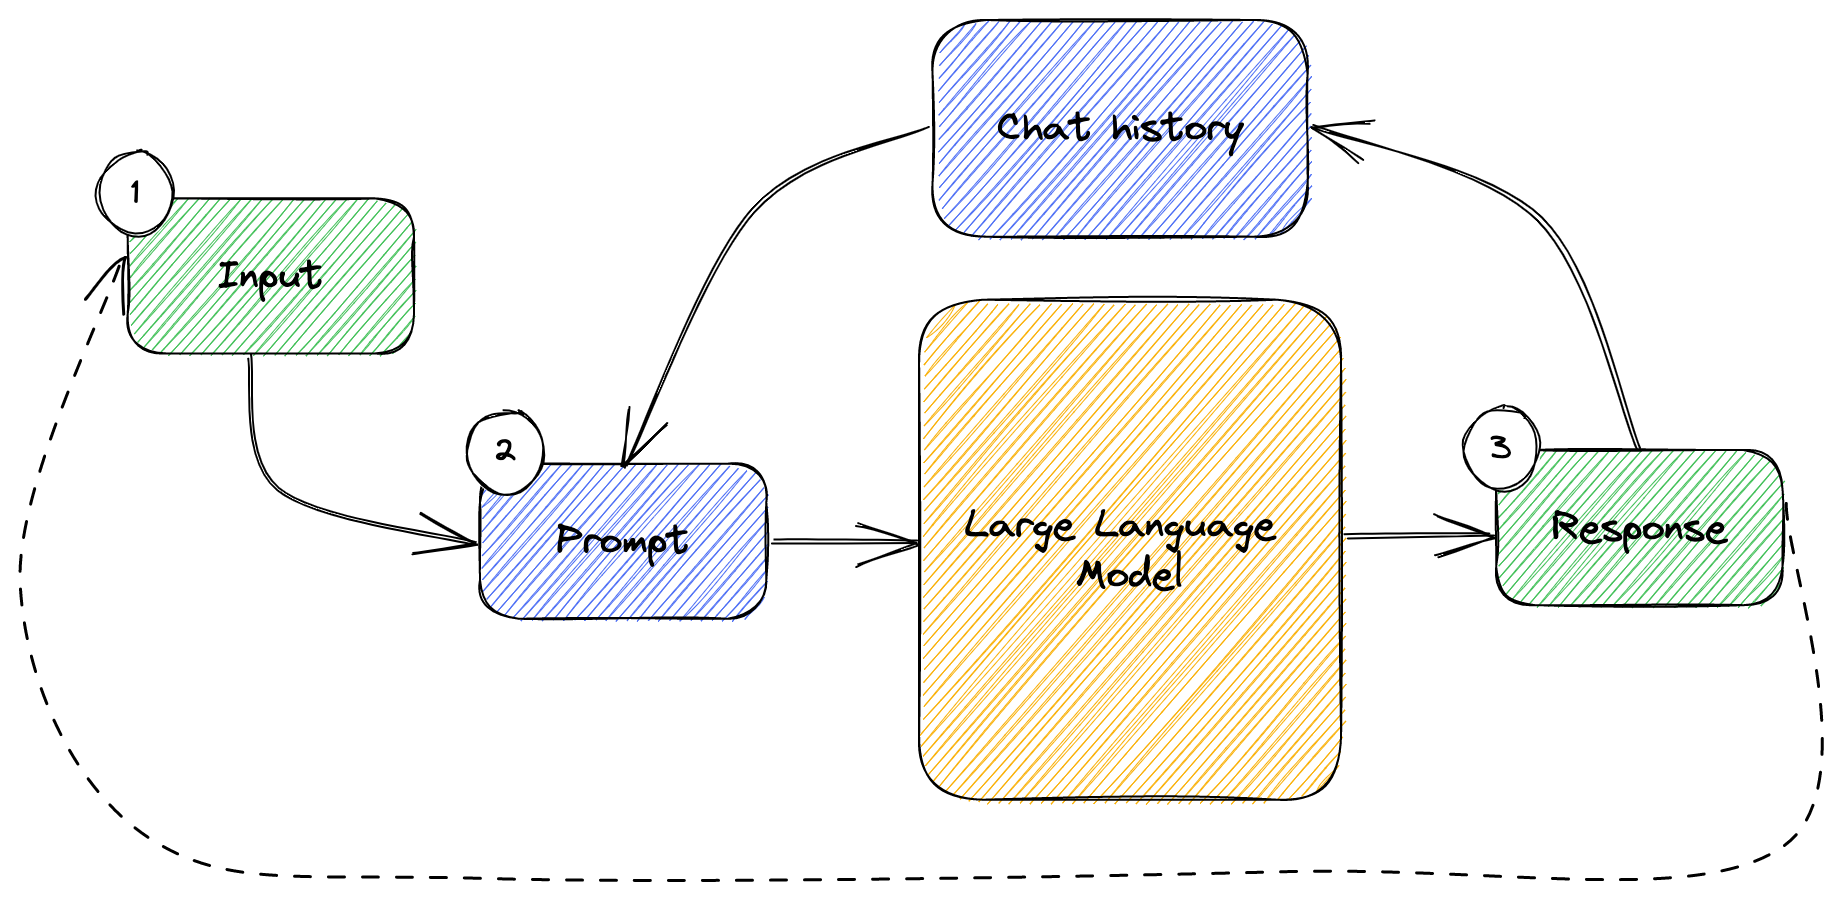 Chat history
1
Input
2
Prompt
Large Language
Model
3
Response